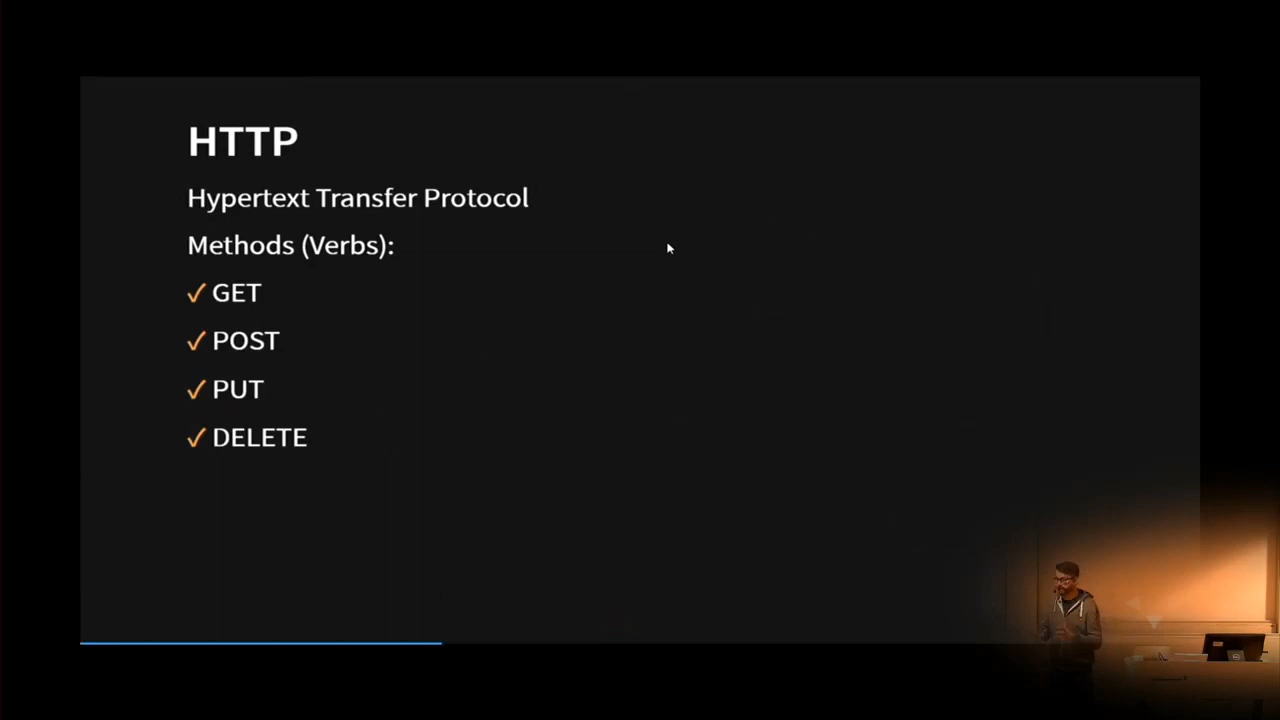 HTTP
Hypertext Transfer Protocol
Methods (Verbs):
✓ GET
✓ POST
✓ PUT
✓ DELETE